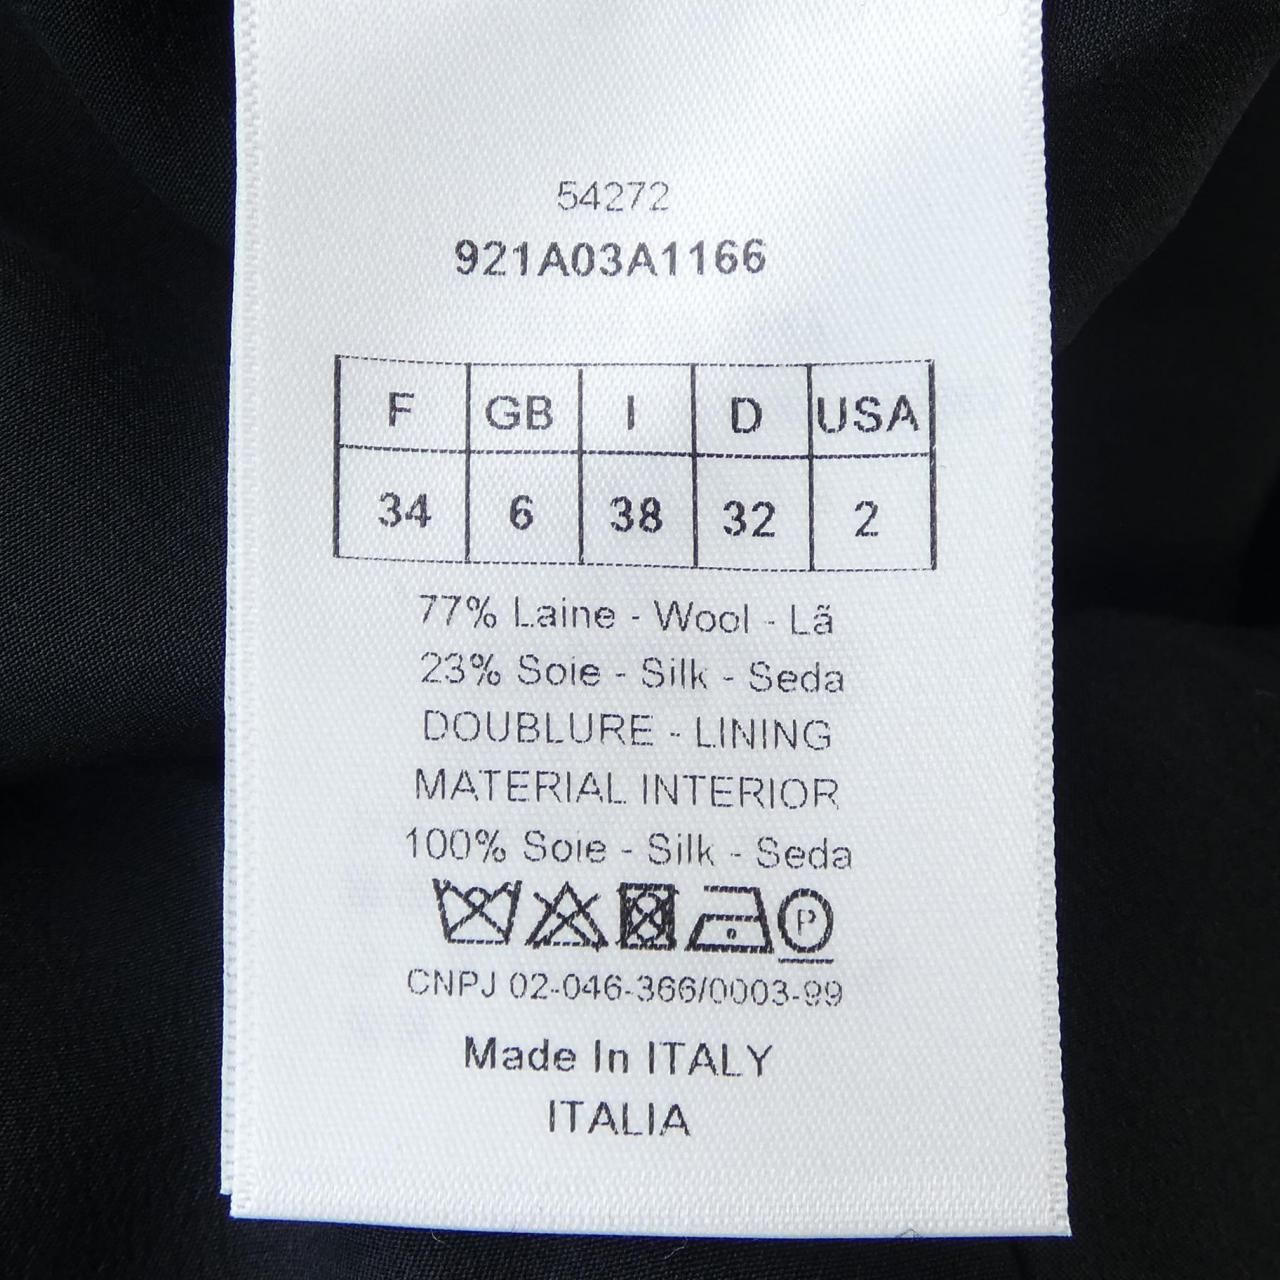 54272
921A03A1166
F GB I D USA
34 6 38 32 2
77% Laine - Wool - Lã
23% Soie - Silk - Seda
DOUBLURE - LINING
MATERIAL INTERIOR
100% Soie - Silk - Seda
P
CNPJ 02-046-366/0003-99
Made In ITALY
ITALIA